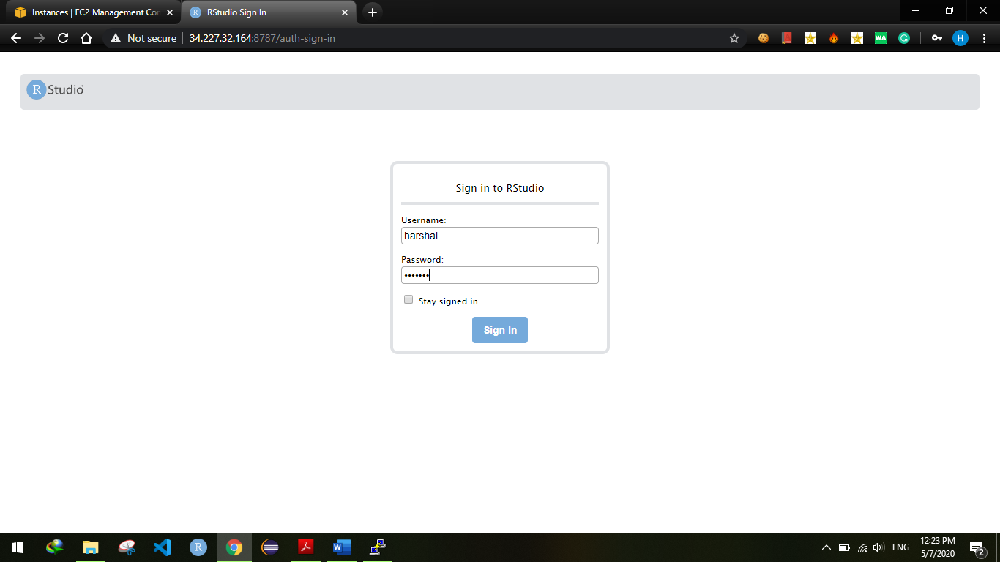 Instances | EC2 Management Con
RStudio Sign In
Not secure
34.227.32.164:8787/auth-sign-in
WA
G
H
R Studio
Sign in to RStudio
Username:
harshal
Password:
•••••••
Stay signed in
Sign In
R
W
ENG
12:23 PM
5/7/2020
2